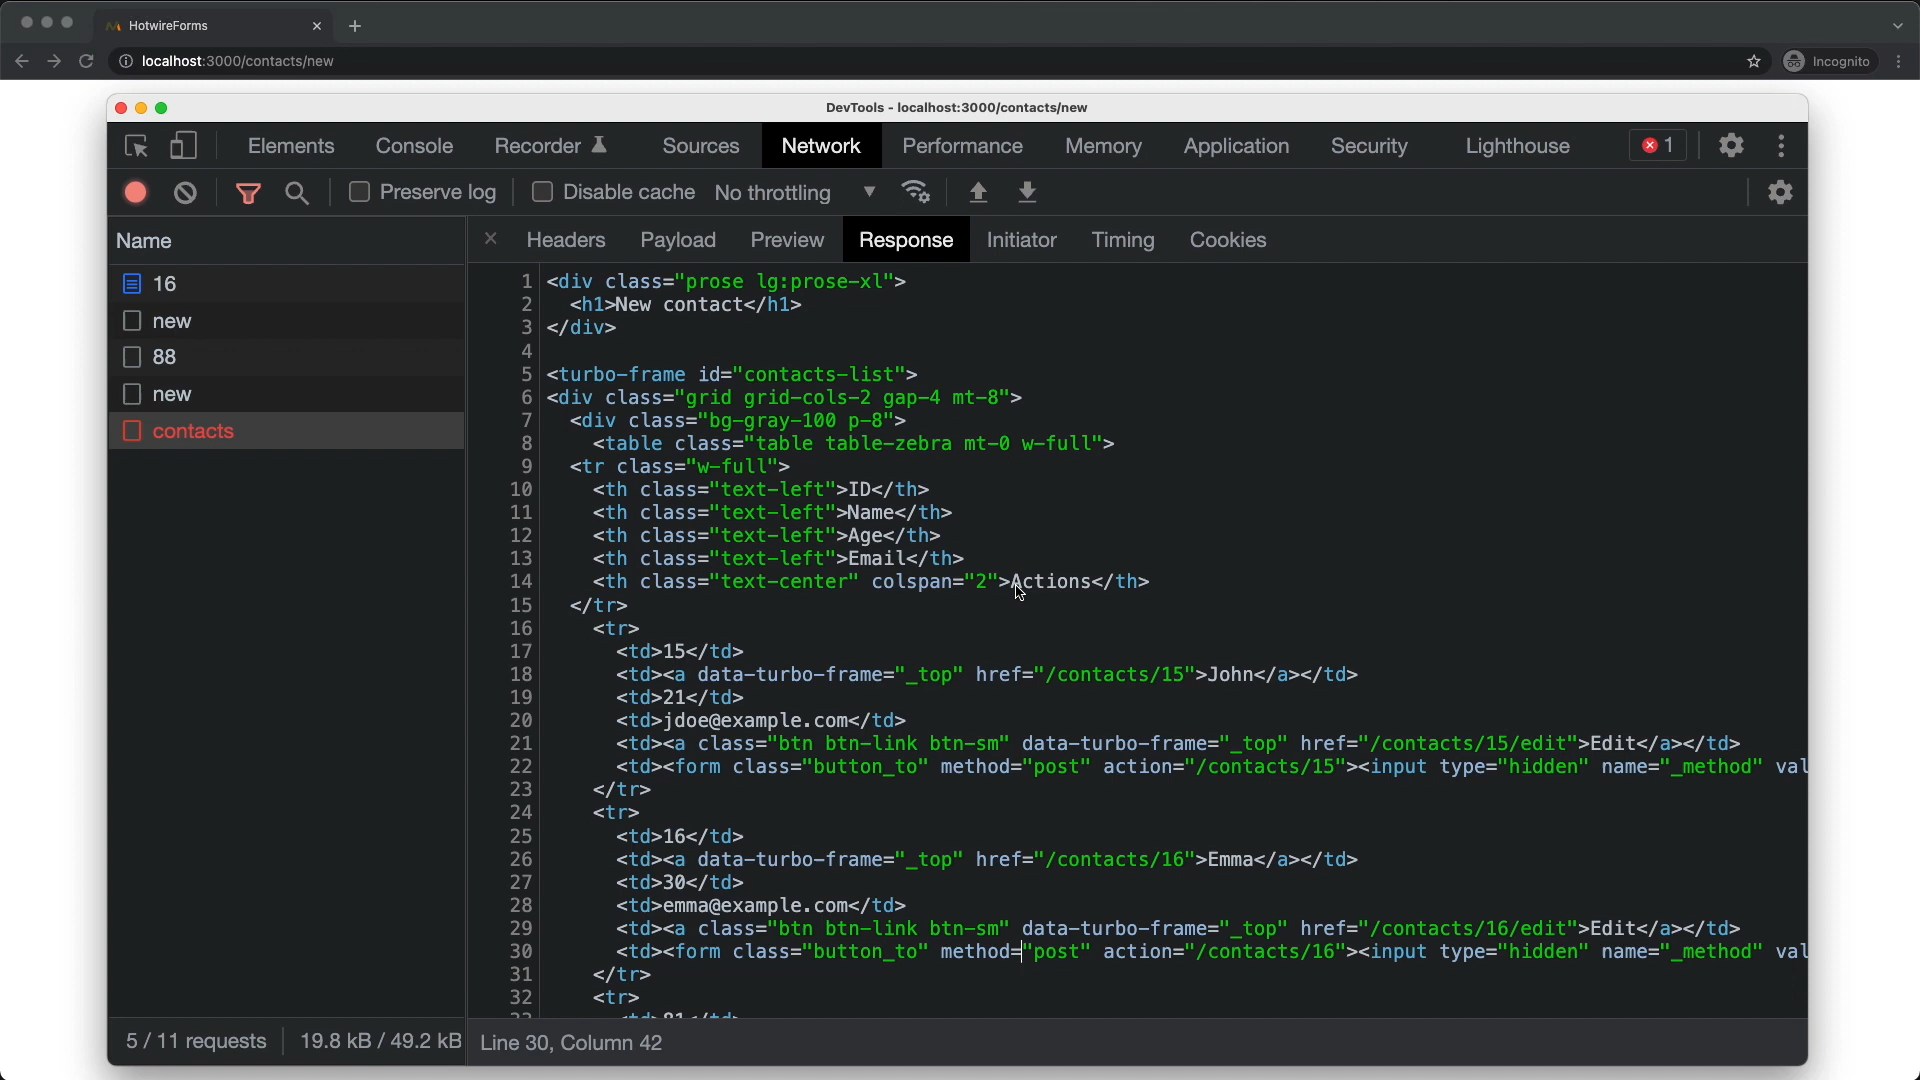 HotwireForms
localhost:3000/contacts/new
Incognito
DevTools - localhost:3000/contacts/new
Elements Console Recorder Sources Network Performance Memory Application Security Lighthouse 1
Preserve log Disable cache No throttling
Name
16
new
88
new
contacts
Headers Payload Preview Response Initiator Timing Cookies
1 <div class="prose lg:prose-xl">
2 <h1>New contact</h1>
3 </div>
4
5 <turbo-frame id="contacts-list">
6 <div class="grid grid-cols-2 gap-4 mt-8">
7 <div class="bg-gray-100 p-8">
8 <table class="table table-zebra mt-0 w-full">
9 <tr class="w-full">
10 <th class="text-left">ID</th>
11 <th class="text-left">Name</th>
12 <th class="text-left">Age</th>
13 <th class="text-left">Email</th>
14 <th class="text-center" colspan="2">Actions</th>
15 </tr>
16 <tr>
17 <td>15</td>
18 <td><a data-turbo-frame="_top" href="/contacts/15">John</a></td>
19 <td>21</td>
20 <td>jdoe@example.com</td>
21 <td><a class="btn btn-link btn-sm" data-turbo-frame="_top" href="/contacts/15/edit">Edit</a></td>
22 <td><form class="button_to" method="post" action="/contacts/15"><input type="hidden" name="_method" val
23 </tr>
24 <tr>
25 <td>16</td>
26 <td><a data-turbo-frame="_top" href="/contacts/16">Emma</a></td>
27 <td>30</td>
28 <td>emma@example.com</td>
29 <td><a class="btn btn-link btn-sm" data-turbo-frame="_top" href="/contacts/16/edit">Edit</a></td>
30 <td><form class="button_to" method="post" action="/contacts/16"><input type="hidden" name="_method" val
31 </tr>
32 <tr>
5 / 11 requests 19.8 kB / 49.2 kB
Line 30, Column 42